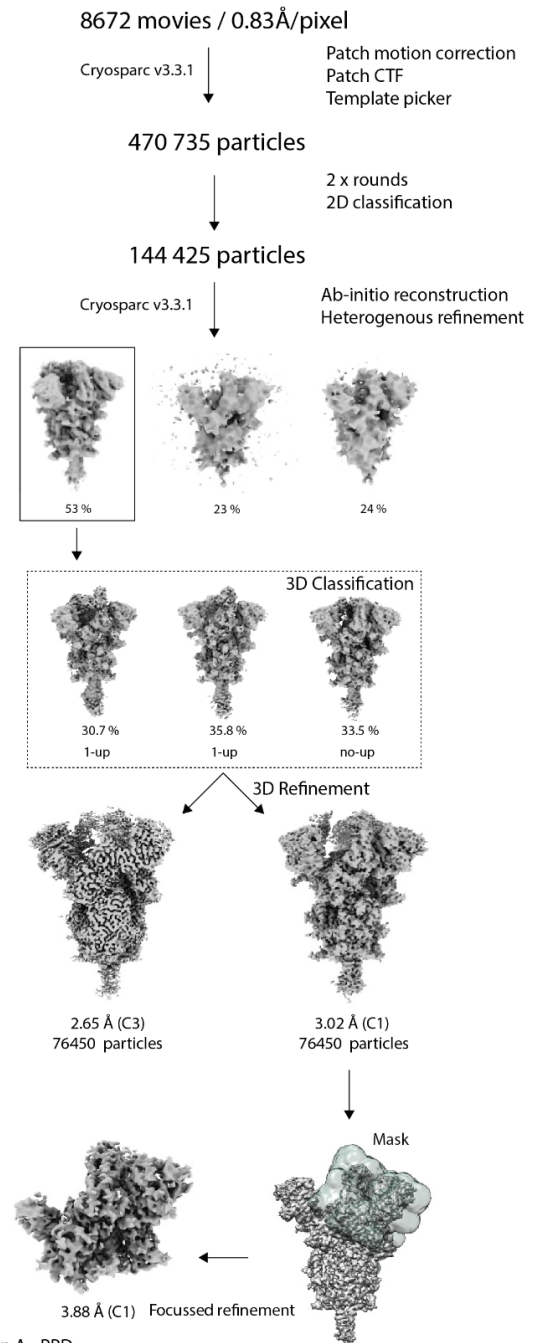 8672 movies / 0.83Å/pixel
Cryosparc v3.3.1
Patch motion correction
Patch CTF
Template picker
470 735 particles
2 x rounds
2D classification
144 425 particles
Cryosparc v3.3.1
Ab-initio reconstruction
Heterogenous refinement
53 %
23 %
24 %
3D Classification
30.7 %
35.8 %
33.5 %
1-up
1-up
no-up
3D Refinement
2.65 Å (C3)
76450 particles
3.02 Å (C1)
76450 particles
Mask
3.88 Å (C1)
Focussed refinement